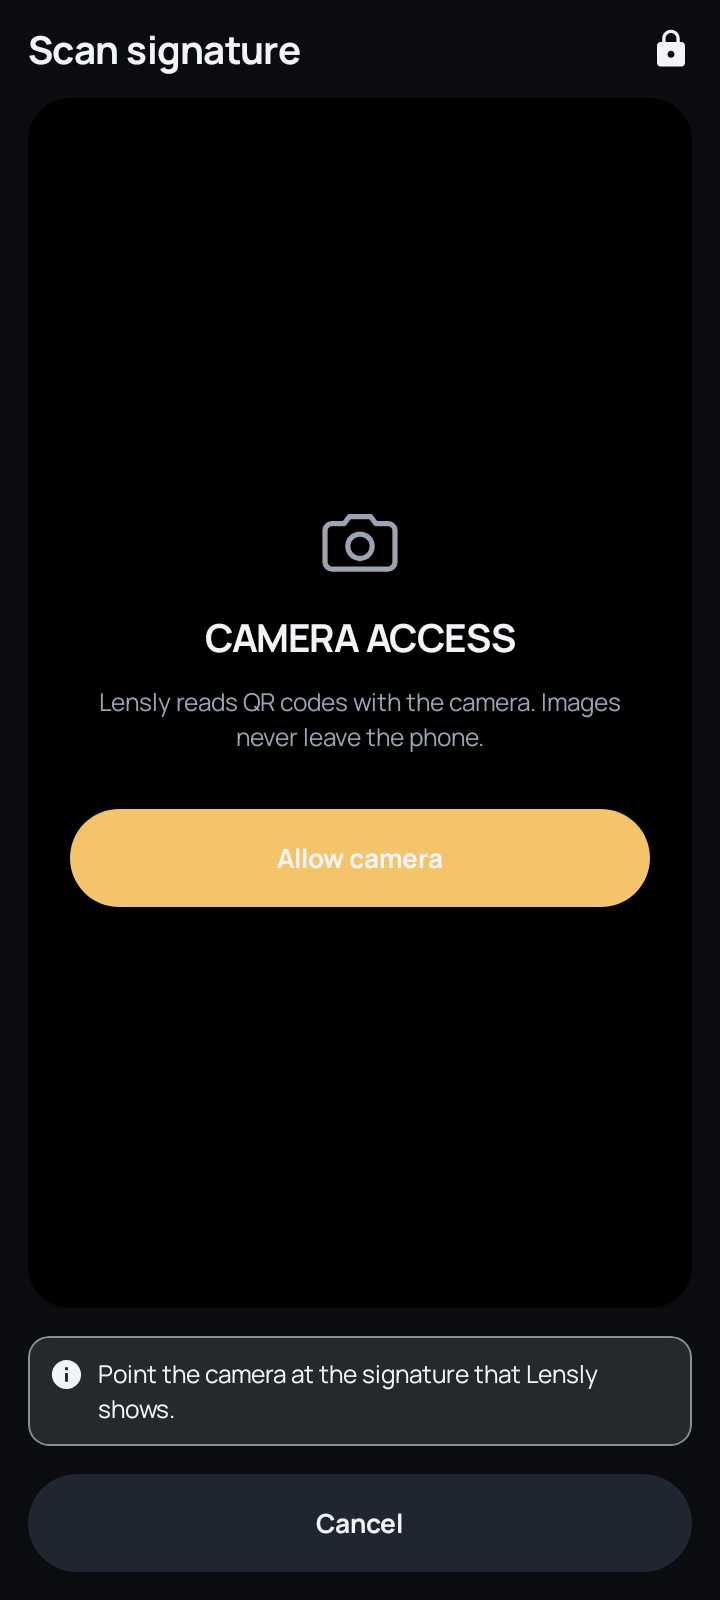 Scan signature
CAMERA ACCESS
Lensly reads QR codes with the camera. Images
never leave the phone.
Allow camera
Point the camera at the signature that Lensly
shows.
Cancel